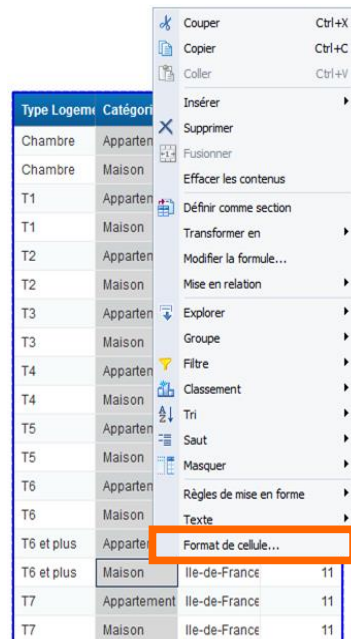 Couper Ctrl+X
Copier Ctrl+C
Coller Ctrl+V
Insérer
Type Logeme Catégori
Supprimer
Chambre Apparten
Fusionner
Chambre Maison
Effacer les contenus
T1 Apparten
Définir comme section
T1 Maison
Transformer en
T2 Apparten
Modifier la formule...
T2 Maison
Mise en relation
T3 Apparten
Explorer
T3 Maison
Groupe
T4 Apparten
Filtre
T4 Maison
Classement
T5 Apparten
Tri
Saut
T5 Maison
Masquer
T6 Apparten
Règles de mise en forme
T6 Maison
Texte
T6 et plus Apparte
Format de cellule...
T6 et plus Maison Ile-de-France 11
T7 Appartement Ile-de-France 11
T7 Maison Ile-de-France 11